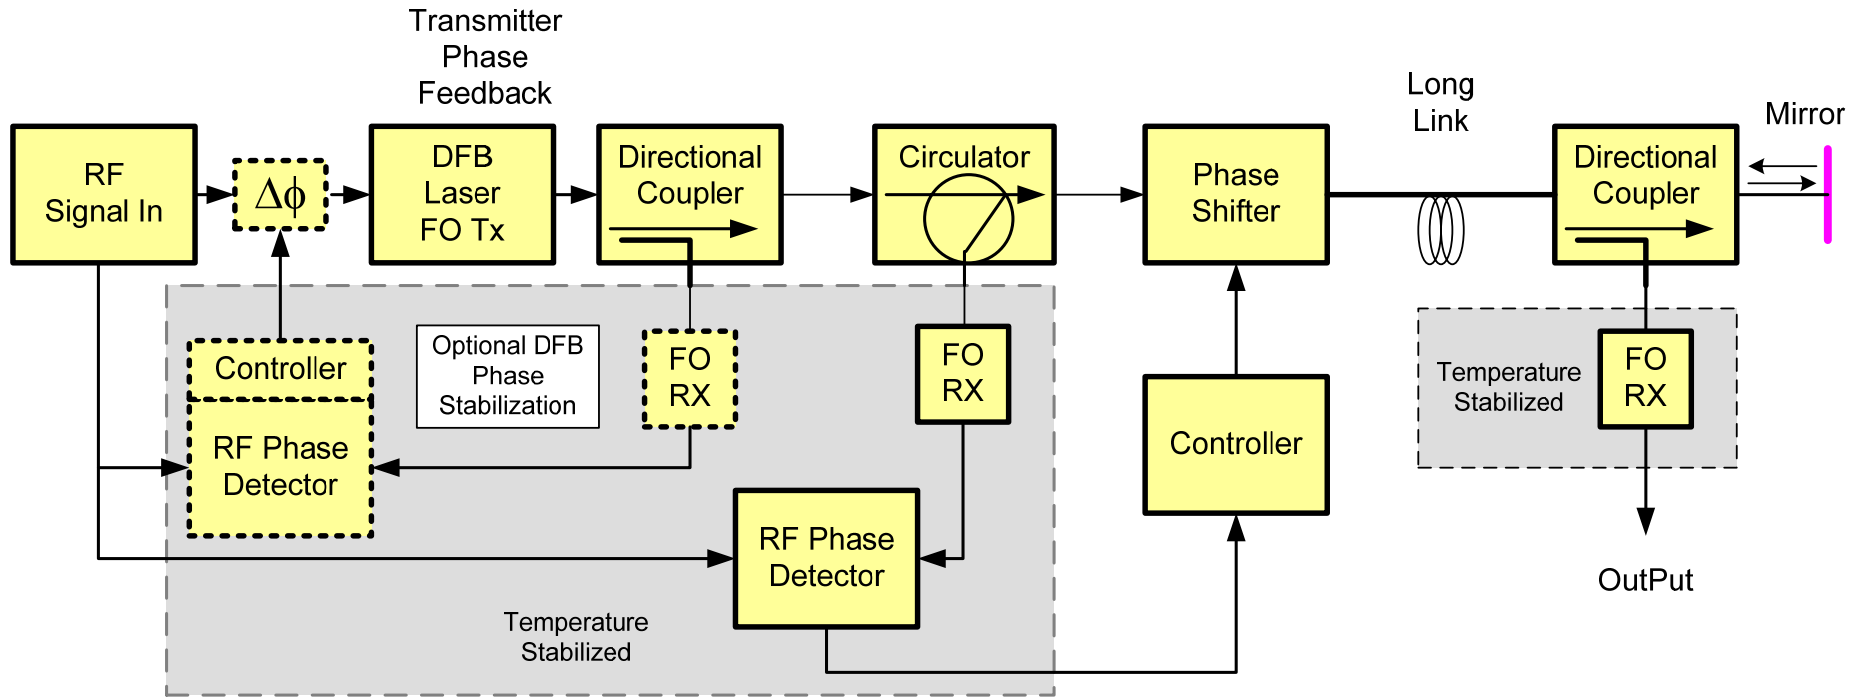 Transmitter
Phase
Feedback
Long
Link
Mirror
RF
Signal In
Δϕ
DFB
Laser
FO Tx
Directional
Coupler
Circulator
Phase
Shifter
Directional
Coupler
Controller
RF Phase
Detector
Optional DFB
Phase
Stabilization
FO
RX
FO
RX
Controller
Temperature
Stabilized
FO
RX
RF Phase
Detector
Temperature
Stabilized
OutPut